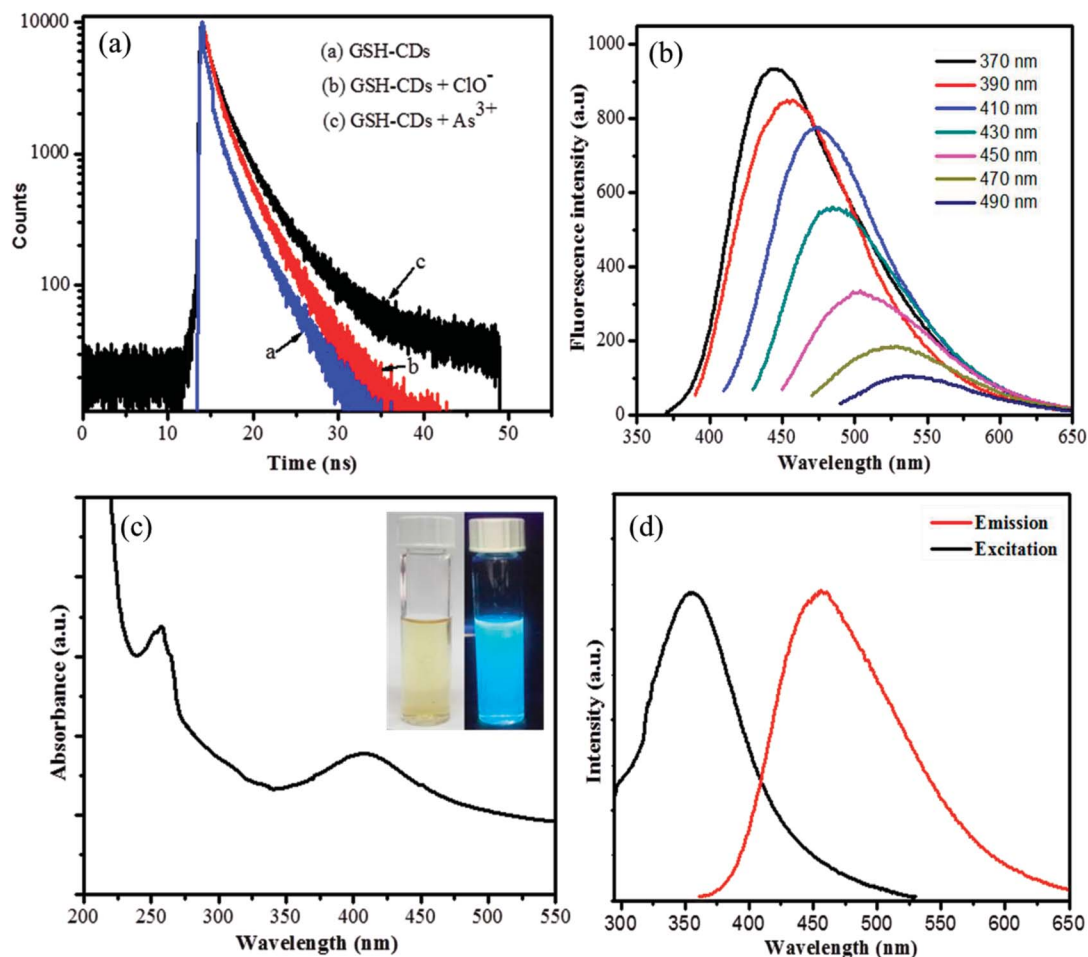 (a)
(a) GSH-CDs
(b) GSH-CDs + ClO⁻
(c) GSH-CDs + As³⁺
10000
1000
100
Counts
c
a
b
0 10 20 30 40 50
Time (ns)
(b)
370 nm
390 nm
410 nm
430 nm
450 nm
470 nm
490 nm
1000
800
600
400
200
0
Fluorescence intensity (a.u)
350 400 450 500 550 600 650
Wavelength (nm)
(c)
Absorbance (a.u.)
200 250 300 350 400 450 500 550
Wavelength (nm)
(d)
Emission
Excitation
Intensity (a.u.)
300 350 400 450 500 550 600 650
Wavelength (nm)